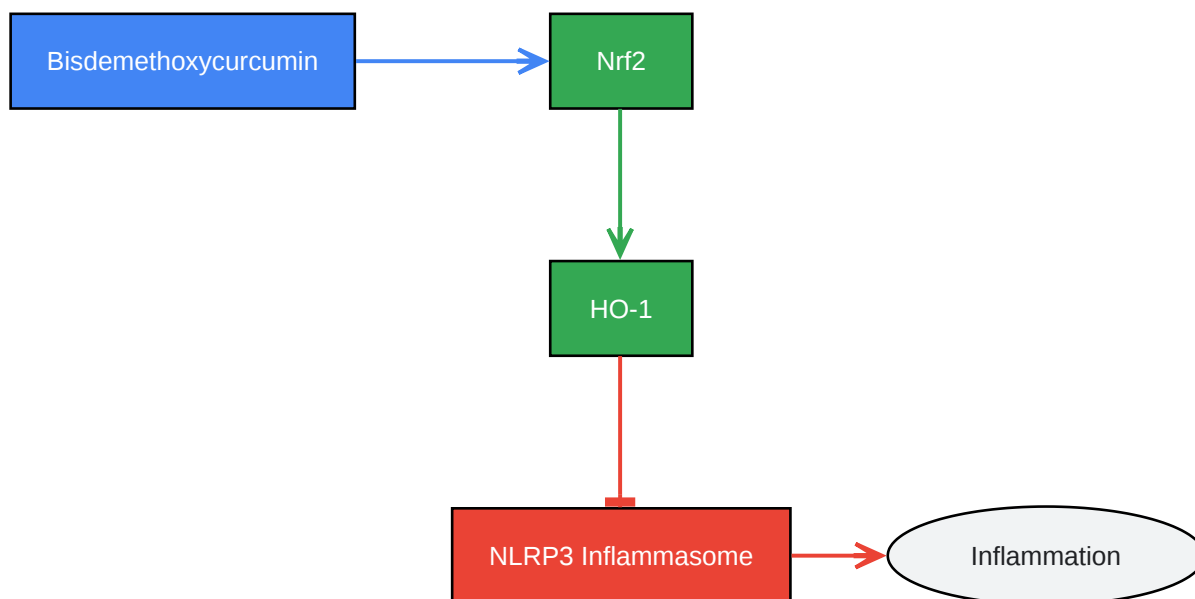 Bisdemethoxycurcumin
Nrf2
HO-1
NLRP3 Inflammasome
Inflammation